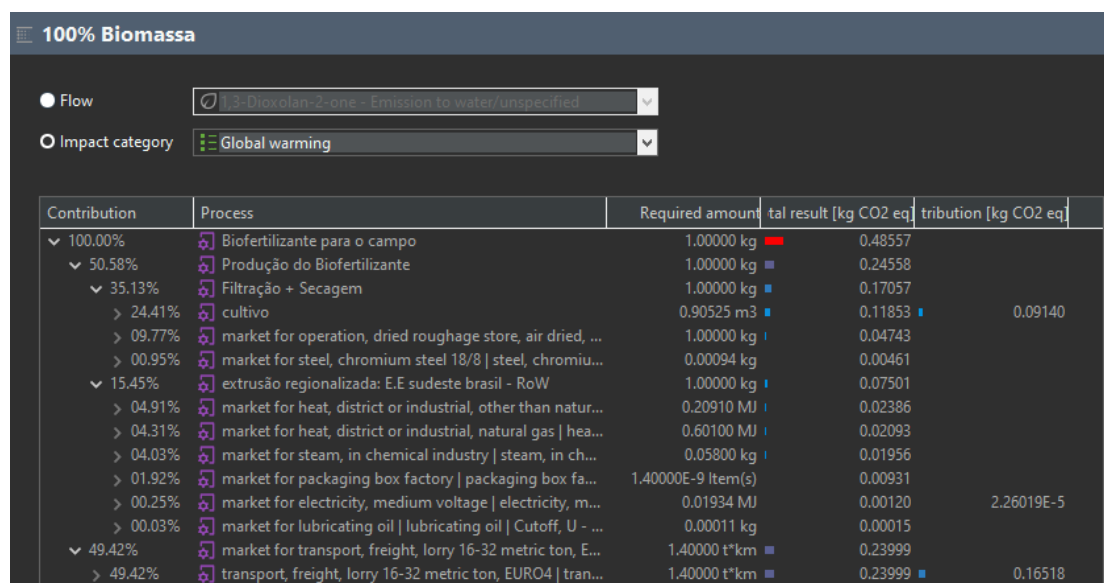 100% Biomassa
Flow 1,3-Dioxolan-2-one - Emission to water/unspecified
Impact category Global warming
Contribution Process Required amount tal result [kg CO2 eq] tribution [kg CO2 eq]
100.00% Biofertilizante para o campo 1.00000 kg 0.48557
50.58% Produção do Biofertilizante 1.00000 kg 0.24558
35.13% Filtração + Secagem 1.00000 kg 0.17057
24.41% cultivo 0.90525 m3 0.11853 0.09140
09.77% market for operation, dried roughage store, air dried, ... 1.00000 kg 0.04743
00.95% market for steel, chromium steel 18/8 | steel, chromiu... 0.00094 kg 0.00461
15.45% extrusão regionalizada: E.E sudeste brasil - RoW 1.00000 kg 0.07501
04.91% market for heat, district or industrial, other than natur... 0.20910 MJ 0.02386
04.31% market for heat, district or industrial, natural gas | hea... 0.60100 MJ 0.02093
04.03% market for steam, in chemical industry | steam, in ch... 0.05800 kg 0.01956
01.92% market for packaging box factory | packaging box fa... 1.40000E-9 Item(s) 0.00931
00.25% market for electricity, medium voltage | electricity, m... 0.01934 MJ 0.00120 2.26019E-5
00.03% market for lubricating oil | lubricating oil | Cutoff, U - ... 0.00011 kg 0.00015
49.42% market for transport, freight, lorry 16-32 metric ton, E... 1.40000 t*km 0.23999
49.42% transport, freight, lorry 16-32 metric ton, EURO4 | tran... 1.40000 t*km 0.23999 0.16518